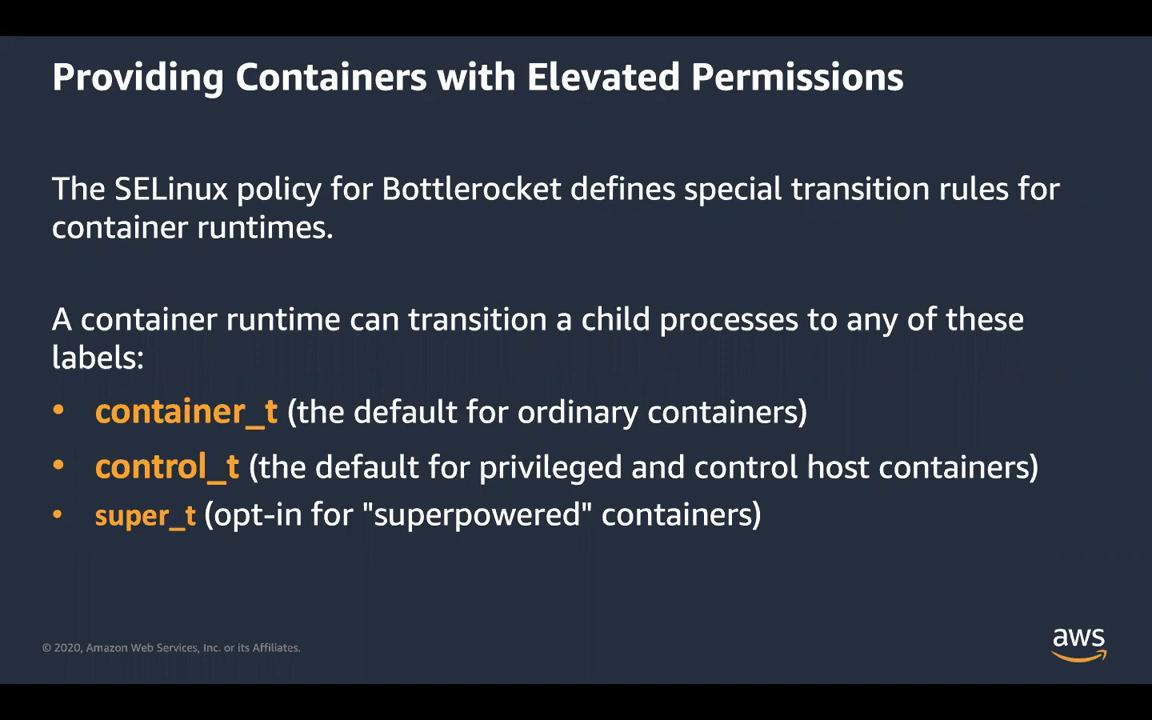 Providing Containers with Elevated Permissions
The SELinux policy for Bottlerocket defines special transition rules for
container runtimes.
A container runtime can transition a child processes to any of these
labels:
• container_t (the default for ordinary containers)
• control_t (the default for privileged and control host containers)
• super_t (opt-in for "superpowered" containers)
© 2020, Amazon Web Services, Inc. or its Affiliates.
aws